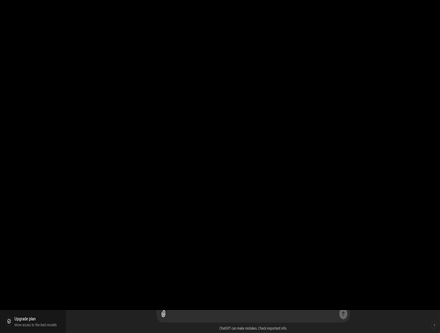 Upgrade plan
More access to the best models
ChatGPT can make mistakes. Check important info.